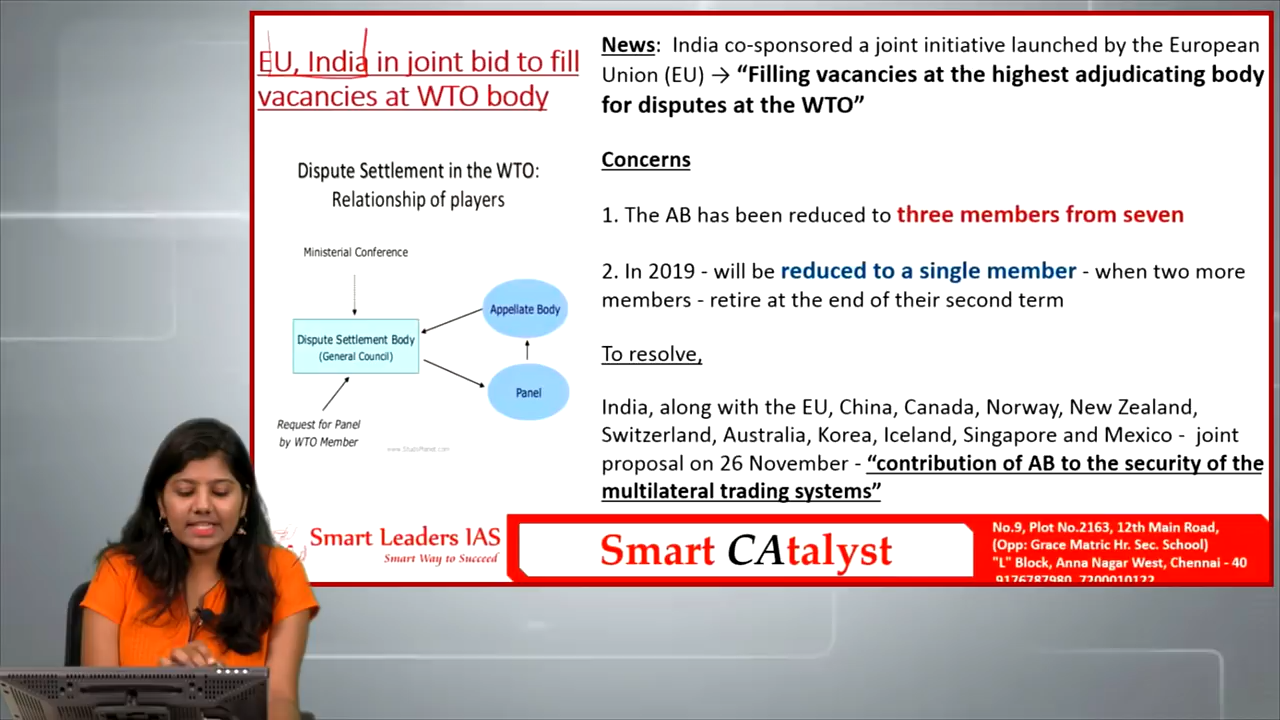 EU, India in joint bid to fill
vacancies at WTO body
Dispute Settlement in the WTO:
Relationship of players
Ministerial Conference
Appellate Body
Dispute Settlement Body
(General Council)
Panel
Request for Panel
by WTO Member
www.StudyPlanet.com
News: India co-sponsored a joint initiative launched by the European
Union (EU) → “Filling vacancies at the highest adjudicating body
for disputes at the WTO”
Concerns
1. The AB has been reduced to three members from seven
2. In 2019 - will be reduced to a single member - when two more
members - retire at the end of their second term
To resolve,
India, along with the EU, China, Canada, Norway, New Zealand,
Switzerland, Australia, Korea, Iceland, Singapore and Mexico - joint
proposal on 26 November - “contribution of AB to the security of the
multilateral trading systems”
Smart Leaders IAS
Smart Way to Succeed
Smart CAtalyst
No.9, Plot No.2163, 12th Main Road,
(Opp: Grace Matric Hr. Sec. School)
"L" Block, Anna Nagar West, Chennai - 40
9176787980, 7200010122